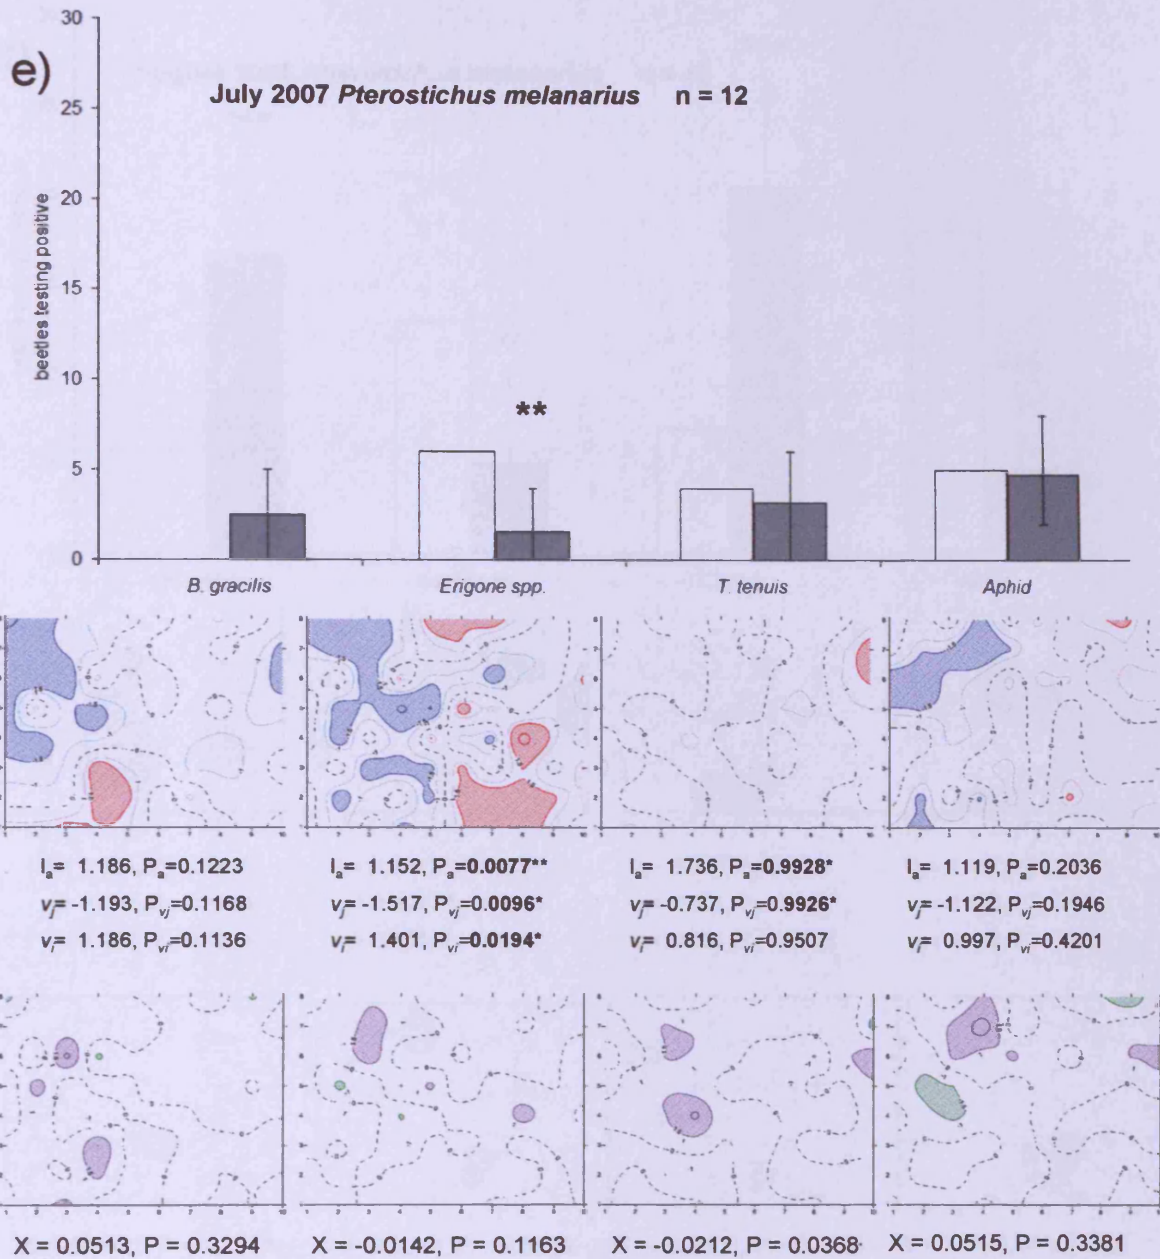 30
e)
July 2007 Pterostichus melanarius n = 12
25
20
15
10
5
0
beetles testing positive
**
B. gracilis Erigone spp. T. tenuis Aphid
Iₐ= 1.186, Pₐ=0.1223 Iₐ= 1.152, Pₐ=0.0077** Iₐ= 1.736, Pₐ=0.9928* Iₐ= 1.119, Pₐ=0.2036
vⱼ= -1.193, Pᵥⱼ=0.1168 vⱼ= -1.517, Pᵥⱼ=0.0096* vⱼ= -0.737, Pᵥⱼ=0.9926* vⱼ= -1.122, Pᵥⱼ=0.1946
vᵢ= 1.186, Pᵥᵢ=0.1136 vᵢ= 1.401, Pᵥᵢ=0.0194* vᵢ= 0.816, Pᵥᵢ=0.9507 vᵢ= 0.997, Pᵥᵢ=0.4201
X = 0.0513, P = 0.3294 X = -0.0142, P = 0.1163 X = -0.0212, P = 0.0368 X = 0.0515, P = 0.3381